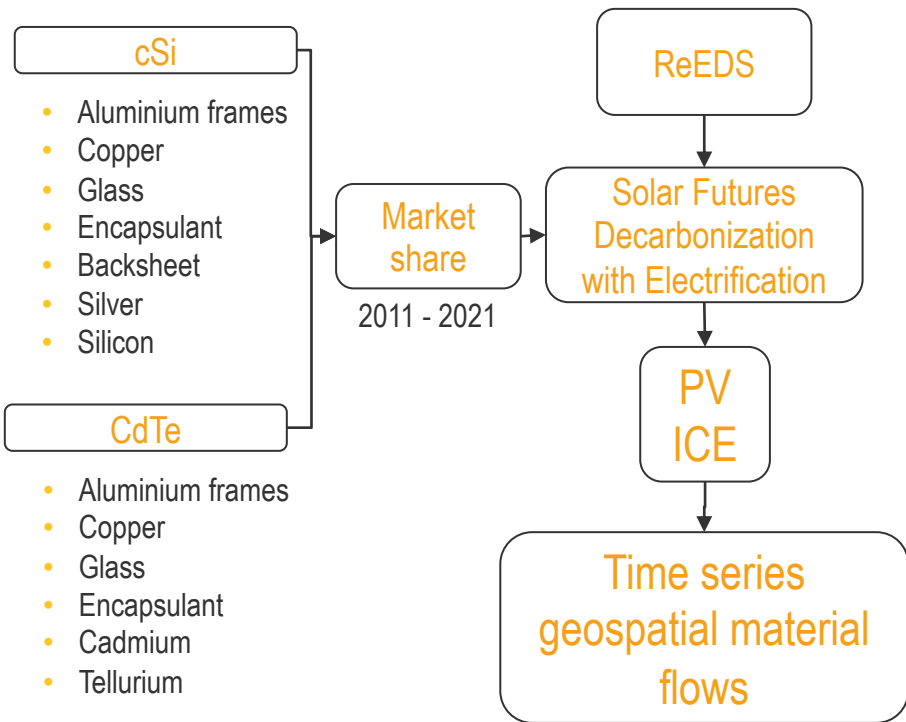 cSi
• Aluminium frames
• Copper
• Glass
• Encapsulant
• Backsheet
• Silver
• Silicon
CdTe
• Aluminium frames
• Copper
• Glass
• Encapsulant
• Cadmium
• Tellurium
Market
share
2011 - 2021
ReEDS
Solar Futures
Decarbonization
with Electrification
PV
ICE
Time series
geospatial material
flows